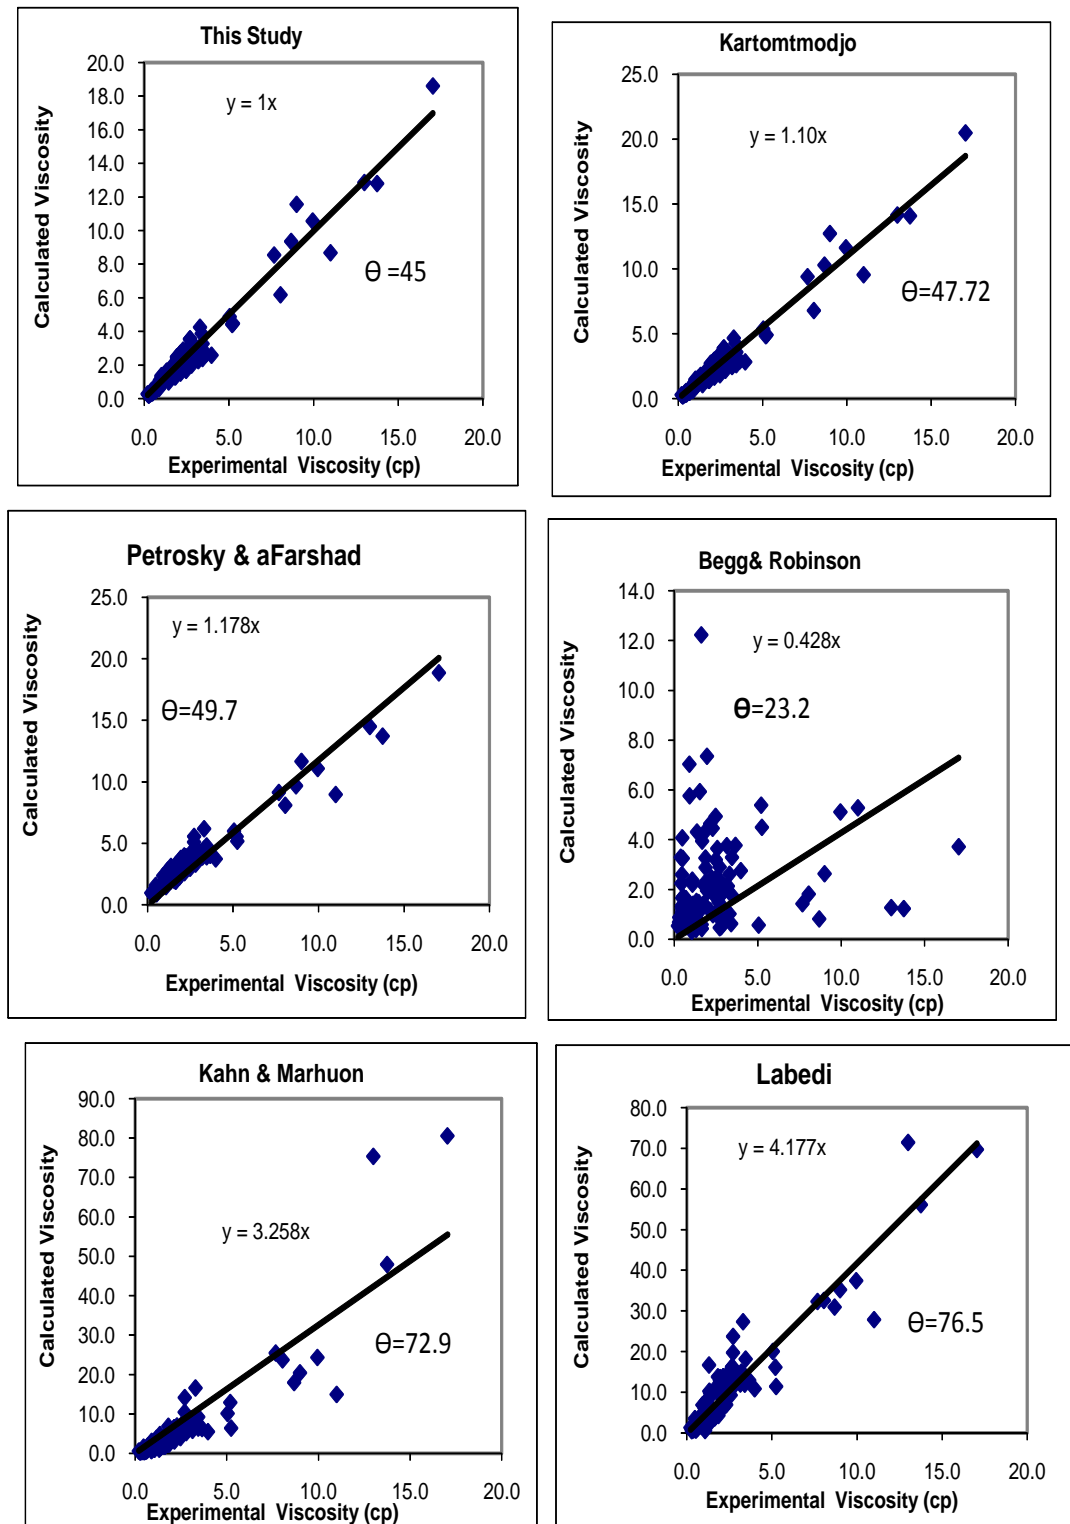 This Study
20.0
18.0
16.0
14.0
12.0
10.0
8.0
6.0
4.0
2.0
0.0
Calculated Viscosity
y = 1x
Θ =45
0.0 5.0 10.0 15.0 20.0
Experimental Viscosity (cp)
Kartomtmodjo
25.0
20.0
15.0
10.0
5.0
0.0
Calculated Viscosity
y = 1.10x
Θ=47.72
0.0 5.0 10.0 15.0 20.0
Experimental Viscosity (cp)
Petrosky & aFarshad
25.0
20.0
15.0
10.0
5.0
0.0
Calculated Viscosity
y = 1.178x
Θ=49.7
0.0 5.0 10.0 15.0 20.0
Experimental Viscosity (cp)
Begg& Robinson
14.0
12.0
10.0
8.0
6.0
4.0
2.0
0.0
Calculated Viscosity
y = 0.428x
Θ=23.2
0.0 5.0 10.0 15.0 20.0
Experimental Viscosity (cp)
Kahn & Marhuon
90.0
80.0
70.0
60.0
50.0
40.0
30.0
20.0
10.0
0.0
Calculated Viscosity
y = 3.258x
Θ=72.9
0.0 5.0 10.0 15.0 20.0
Experimental Viscosity (cp)
Labedi
80.0
70.0
60.0
50.0
40.0
30.0
20.0
10.0
0.0
Calculated Viscosity
y = 4.177x
Θ=76.5
0.0 5.0 10.0 15.0 20.0
Experimental Viscosity (cp)